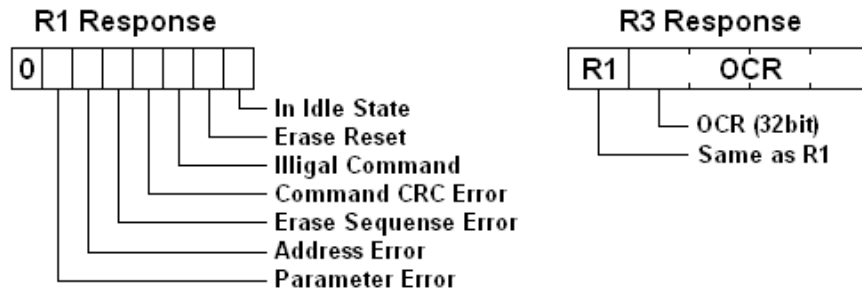 R1 Response
0
In Idle State
Erase Reset
Illigal Command
Command CRC Error
Erase Sequense Error
Address Error
Parameter Error
R3 Response
R1 OCR
OCR (32bit)
Same as R1